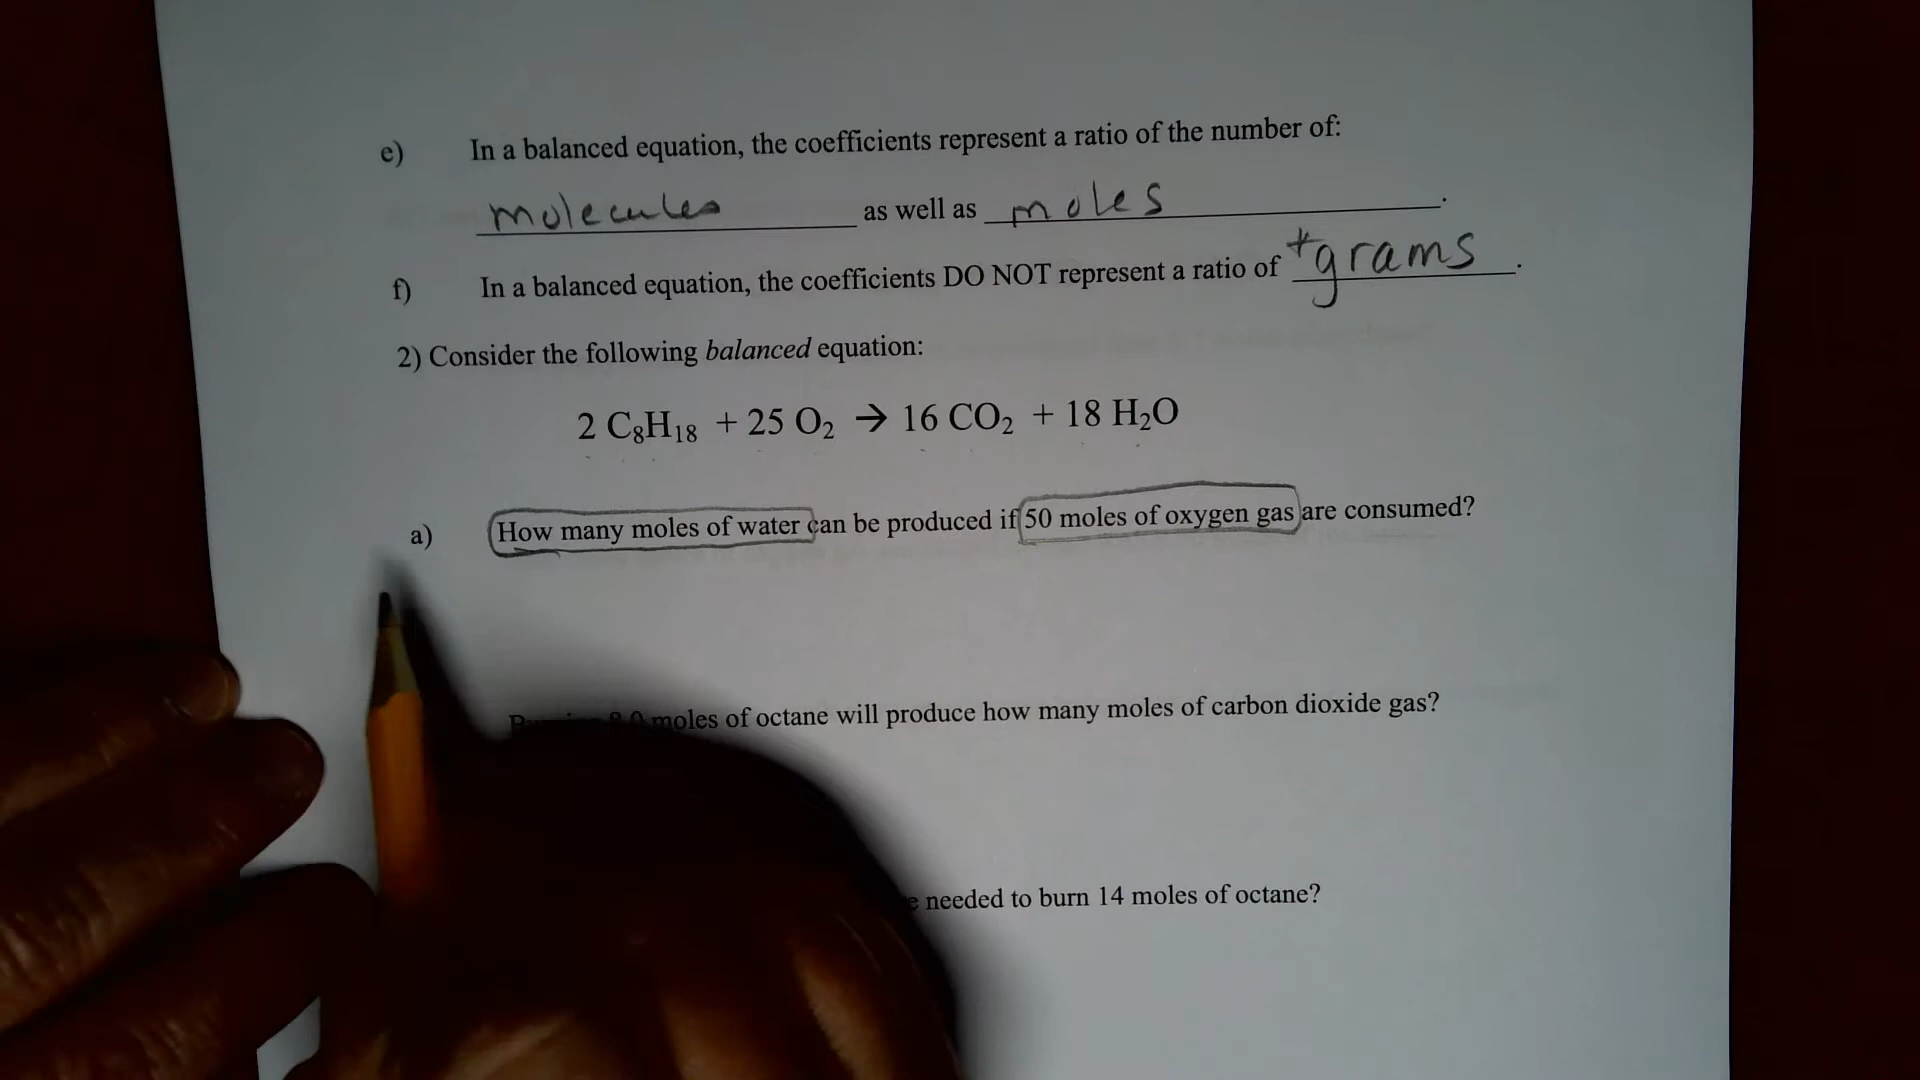 e) In a balanced equation, the coefficients represent a ratio of the number of:
molecules as well as moles.
f) In a balanced equation, the coefficients DO NOT represent a ratio of *grams.
2) Consider the following balanced equation:
2 C₈H₁₈ + 25 O₂ → 16 CO₂ + 18 H₂O
a) How many moles of water can be produced if 50 moles of oxygen gas are consumed?
moles of octane will produce how many moles of carbon dioxide gas?
needed to burn 14 moles of octane?